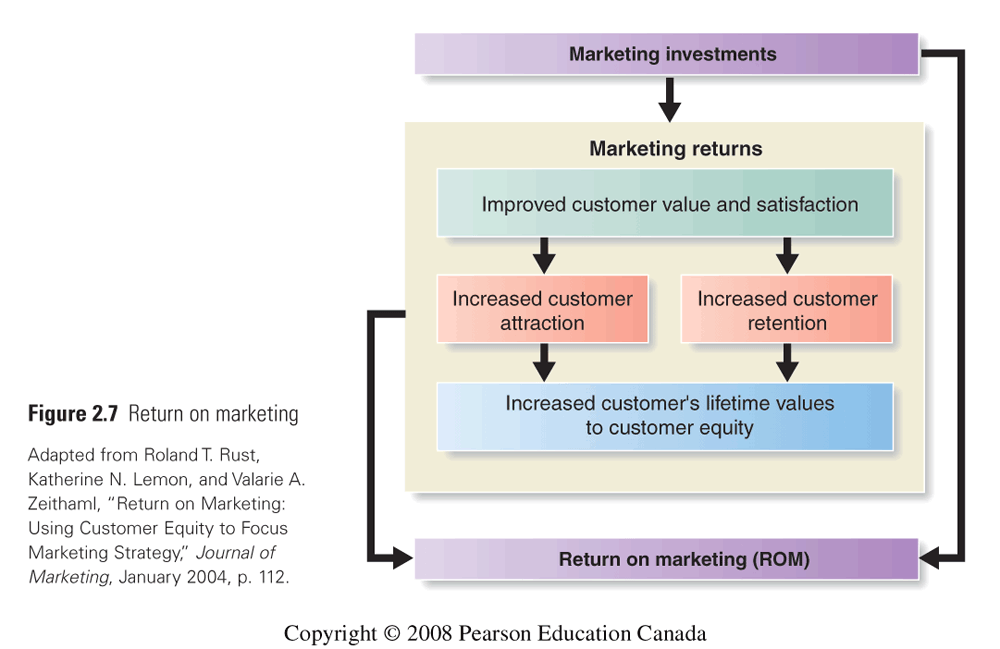 Marketing investments
Marketing returns
Improved customer value and satisfaction
Increased customer
attraction
Increased customer
retention
Increased customer's lifetime values
to customer equity
Return on marketing (ROM)
Figure 2.7 Return on marketing
Adapted from Roland T. Rust,
Katherine N. Lemon, and Valarie A.
Zeithaml, “Return on Marketing:
Using Customer Equity to Focus
Marketing Strategy,” Journal of
Marketing, January 2004, p. 112.
Copyright © 2008 Pearson Education Canada